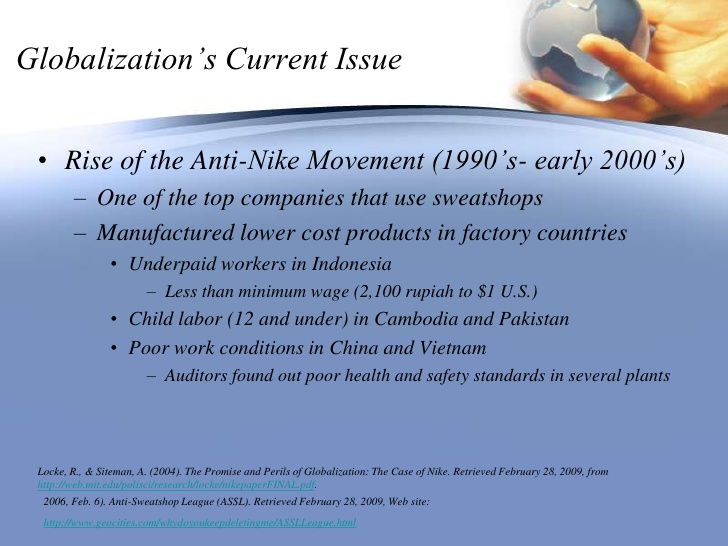 Globalization’s Current Issue
• Rise of the Anti-Nike Movement (1990’s- early 2000’s)
– One of the top companies that use sweatshops
– Manufactured lower cost products in factory countries
• Underpaid workers in Indonesia
– Less than minimum wage (2,100 rupiah to $1 U.S.)
• Child labor (12 and under) in Cambodia and Pakistan
• Poor work conditions in China and Vietnam
– Auditors found out poor health and safety standards in several plants
Locke, R., & Siteman, A. (2004). The Promise and Perils of Globalization: The Case of Nike. Retrieved February 28, 2009, from
http://web.mit.edu/polisci/research/locke/nikepaperFINAL.pdf.
2006, Feb. 6). Anti-Sweatshop League (ASSL). Retrieved February 28, 2009, Web site:
http://www.geocities.com/whydoyoukeepdeletingme/ASSLLeague.html